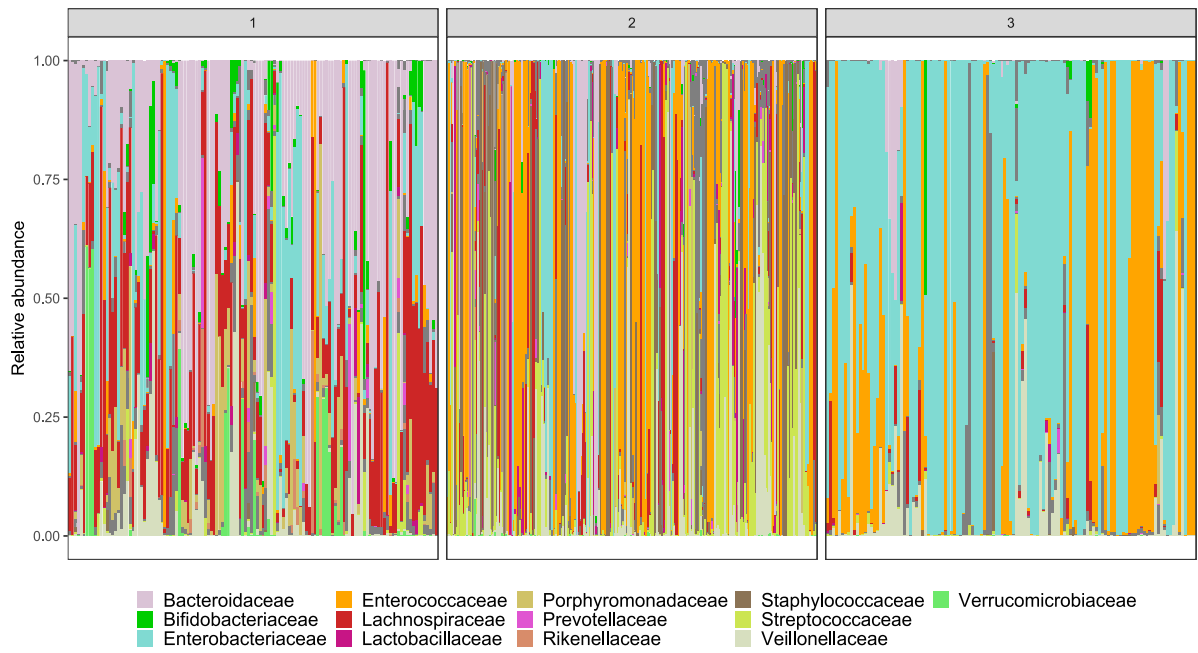 1 2 3
1.00
0.75
0.50
0.25
0.00
Relative abundance
Bacteroidaceae Enterococcaceae Porphyromonadaceae Staphylococcaceae Verrucomicrobiaceae
Bifidobacteriaceae Lachnospiraceae Prevotellaceae Streptococcaceae
Enterobacteriaceae Lactobacillaceae Rikenellaceae Veillonellaceae